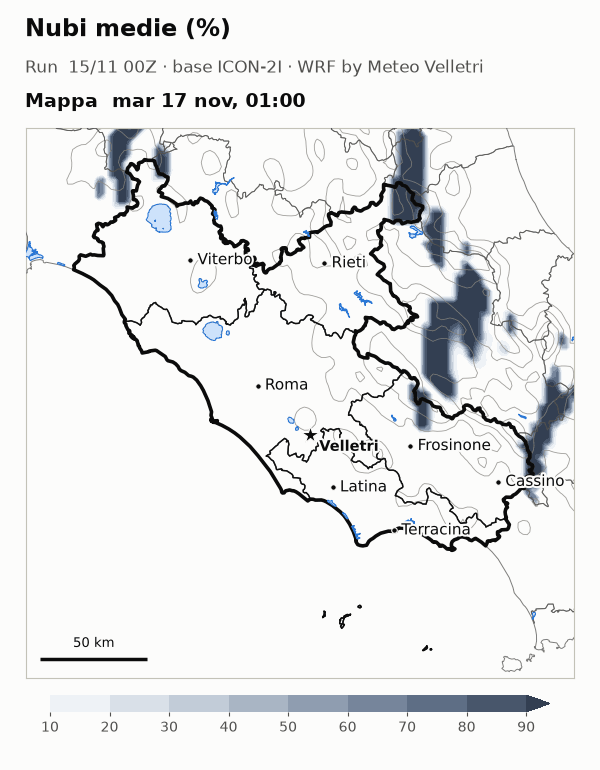 Nubi medie (%)
Run  15/11 00Z · base ICON-2I · WRF by Meteo Velletri
Mappa  mar 17 nov, 01:00
Viterbo
Rieti
Roma
Velletri
Frosinone
Latina
Cassino
Terracina
50 km
10 20 30 40 50 60 70 80 90